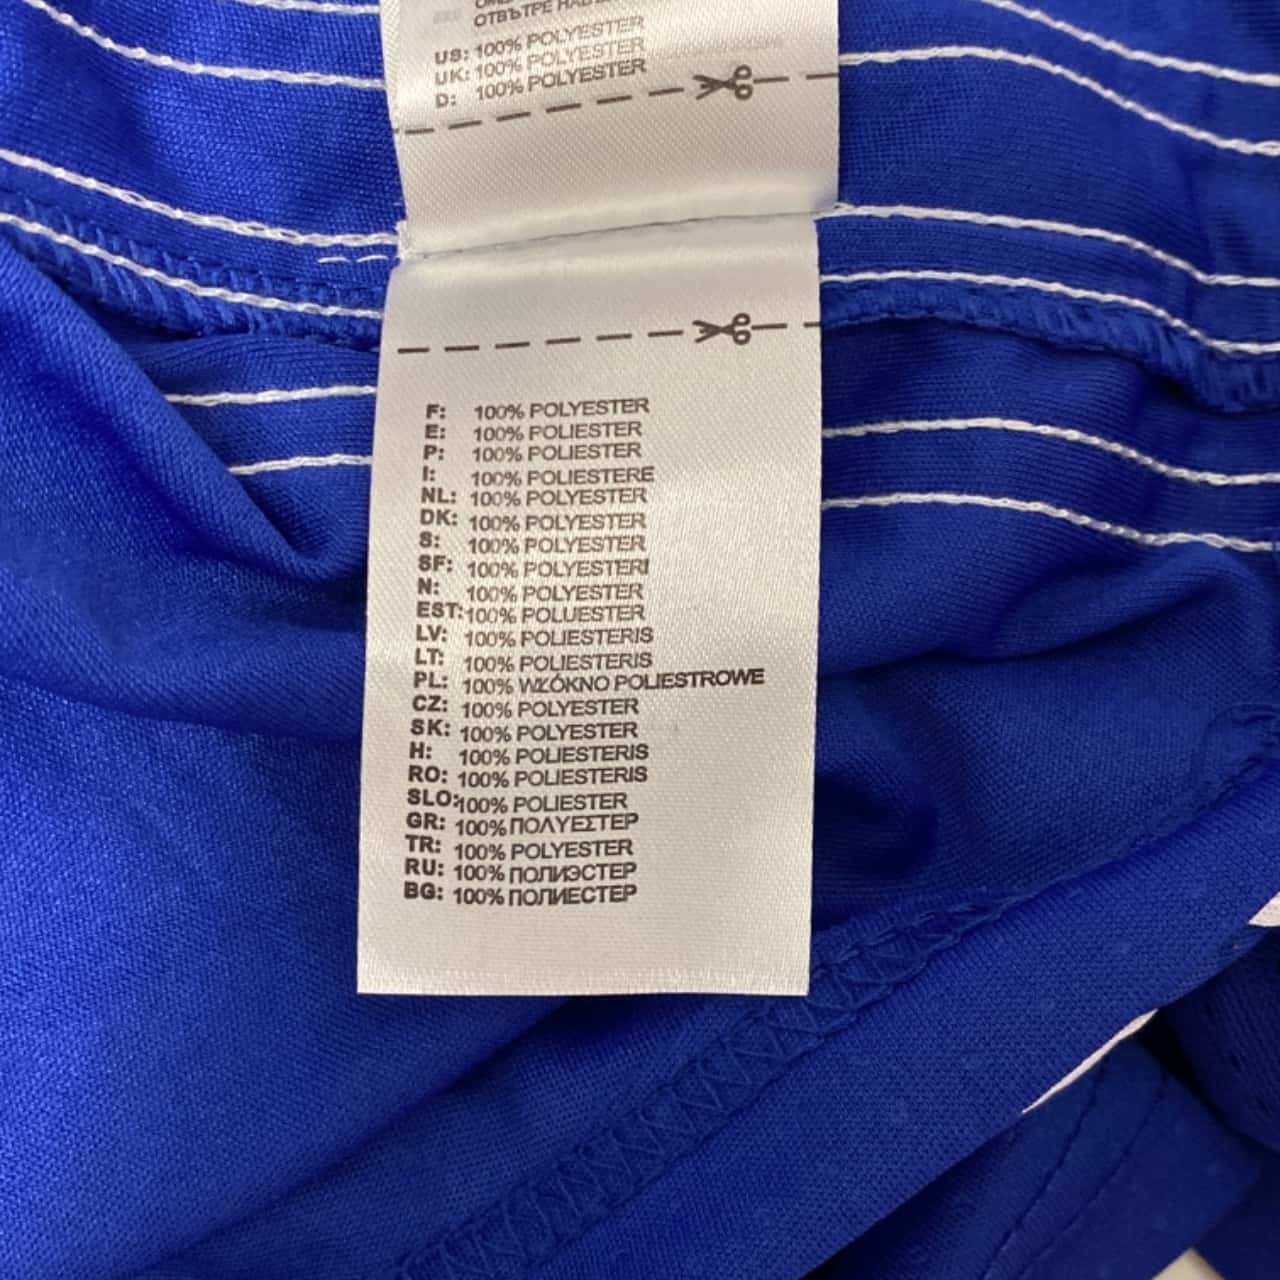 ОТВЪТРЕ
US: 100% POLYESTER
UK: 100% POLYESTER
D: 100% POLYESTER
F: 100% POLYESTER
E: 100% POLIESTER
P: 100% POLIESTER
I: 100% POLIESTERE
NL: 100% POLYESTER
DK: 100% POLYESTER
S: 100% POLYESTER
SF: 100% POLYESTERI
N: 100% POLYESTER
EST: 100% POLUESTER
LV: 100% POLIESTERIS
LT: 100% POLIESTERIS
PL: 100% WŁÓKNO POLIESTROWE
CZ: 100% POLYESTER
SK: 100% POLYESTER
H: 100% POLIESTERIS
RO: 100% POLIESTERIS
SLO: 100% POLIESTER
GR: 100% ΠΟΛΥΕΣΤΕΡ
TR: 100% POLYESTER
RU: 100% ПОЛИЭСТЕР
BG: 100% ПОЛИЕСТЕР